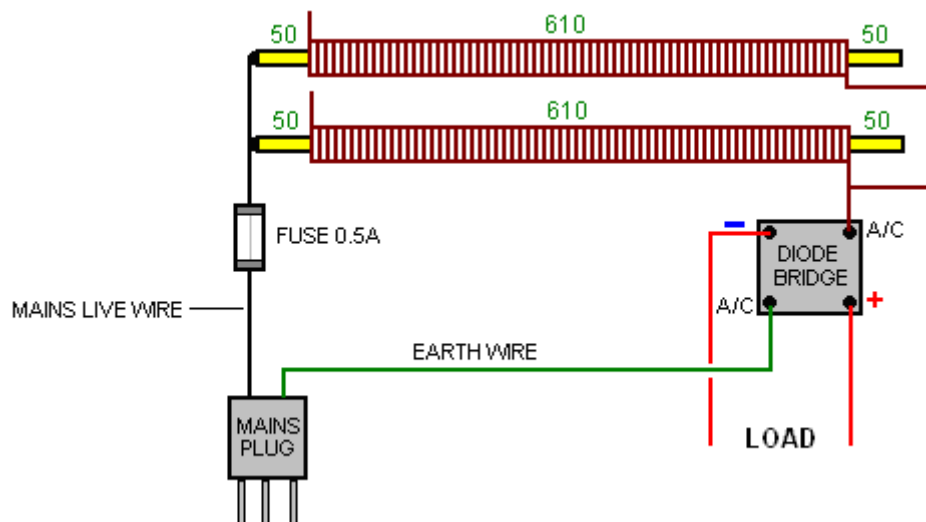 50
610
50
50
610
50
FUSE 0.5A
–
A/C
DIODE
BRIDGE
MAINS LIVE WIRE
A/C
+
EARTH WIRE
MAINS
PLUG
LOAD